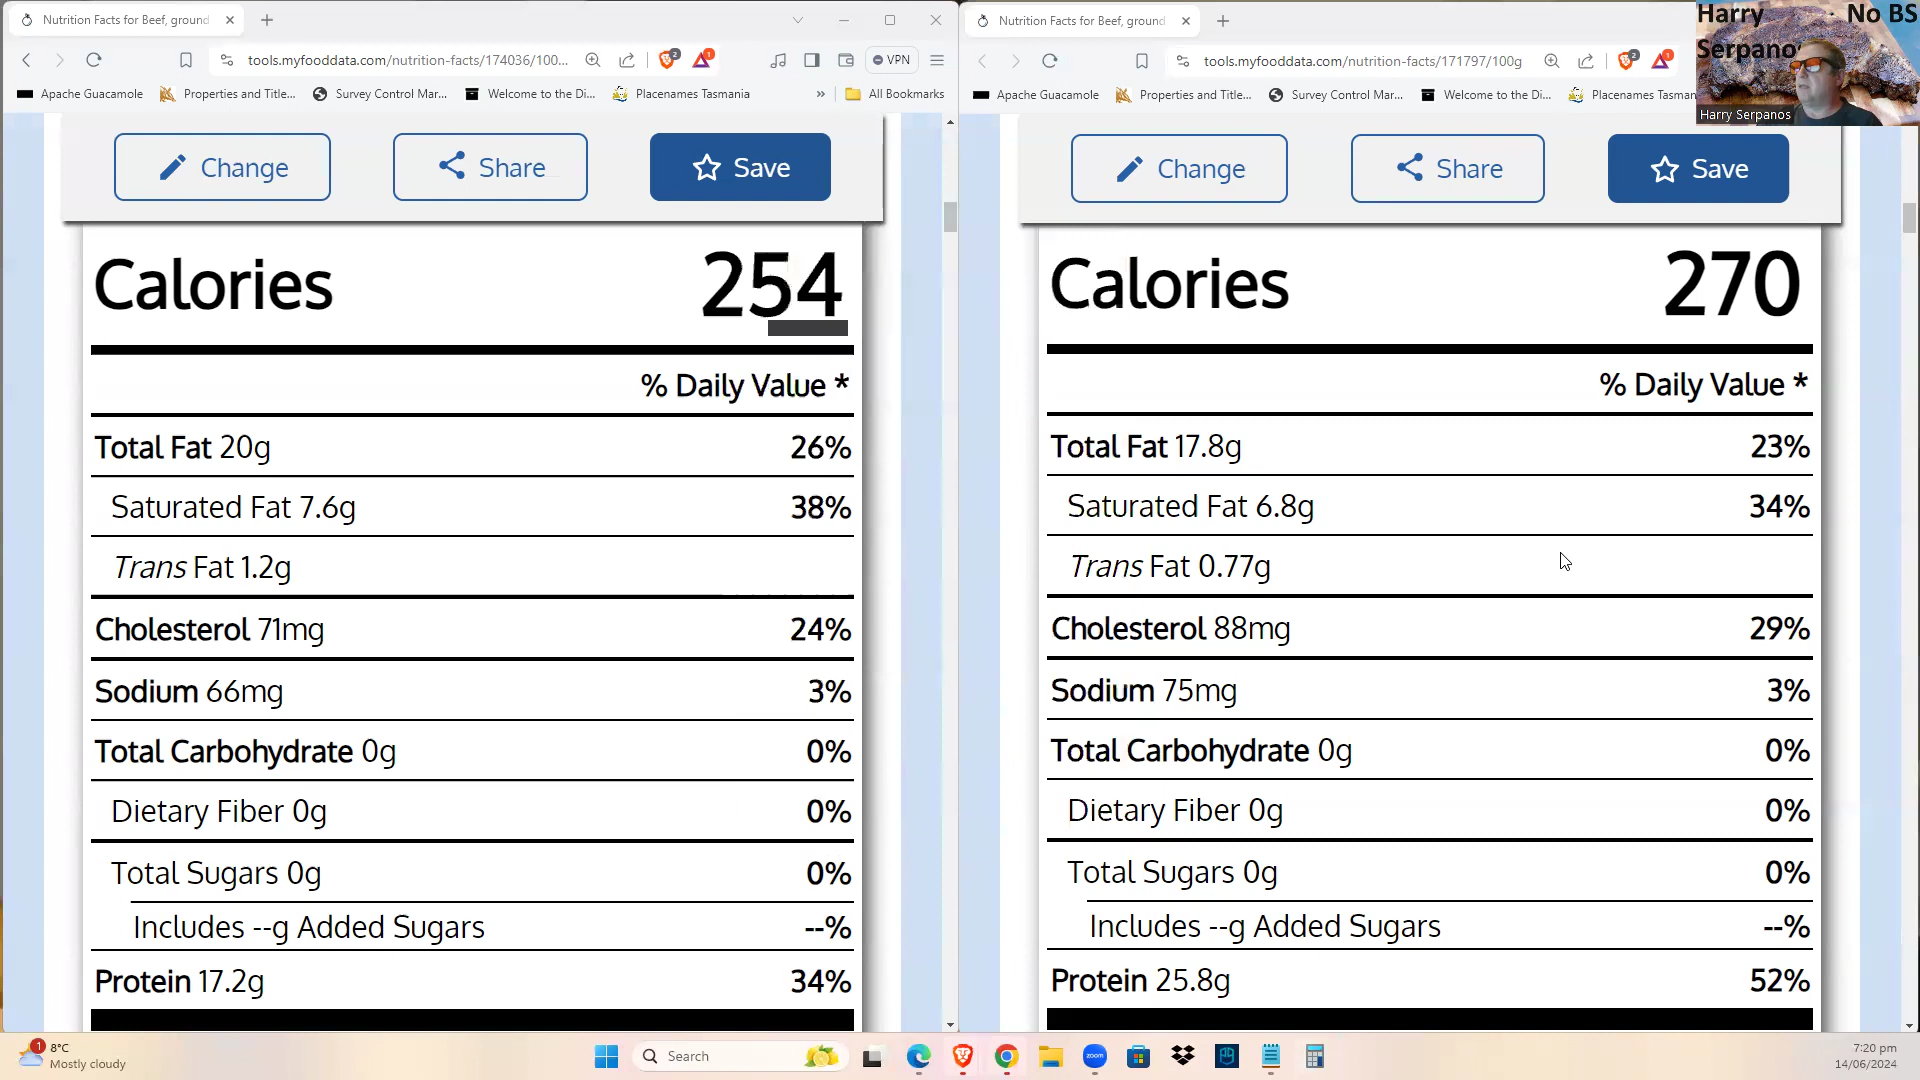 Nutrition Facts for Beef, ground
tools.myfooddata.com/nutrition-facts/174036/100...
2
1
VPN
Apache Guacamole
Properties and Title...
Survey Control Mar...
Welcome to the Di...
Placenames Tasmania
»
All Bookmarks
Change
Share
Save
Calories 254
% Daily Value *
Total Fat 20g 26%
Saturated Fat 7.6g 38%
Trans Fat 1.2g
Cholesterol 71mg 24%
Sodium 66mg 3%
Total Carbohydrate 0g 0%
Dietary Fiber 0g 0%
Total Sugars 0g 0%
Includes --g Added Sugars --%
Protein 17.2g 34%
Nutrition Facts for Beef, ground
tools.myfooddata.com/nutrition-facts/171797/100g
2
1
Apache Guacamole
Properties and Title...
Survey Control Mar...
Welcome to the Di...
Placenames Tasman
Harry No BS
Serpanos
Harry Serpanos
Change
Share
Save
Calories 270
% Daily Value *
Total Fat 17.8g 23%
Saturated Fat 6.8g 34%
Trans Fat 0.77g
Cholesterol 88mg 29%
Sodium 75mg 3%
Total Carbohydrate 0g 0%
Dietary Fiber 0g 0%
Total Sugars 0g 0%
Includes --g Added Sugars --%
Protein 25.8g 52%
1
8°C
Mostly cloudy
Search
zoom
7:20 pm
14/06/2024